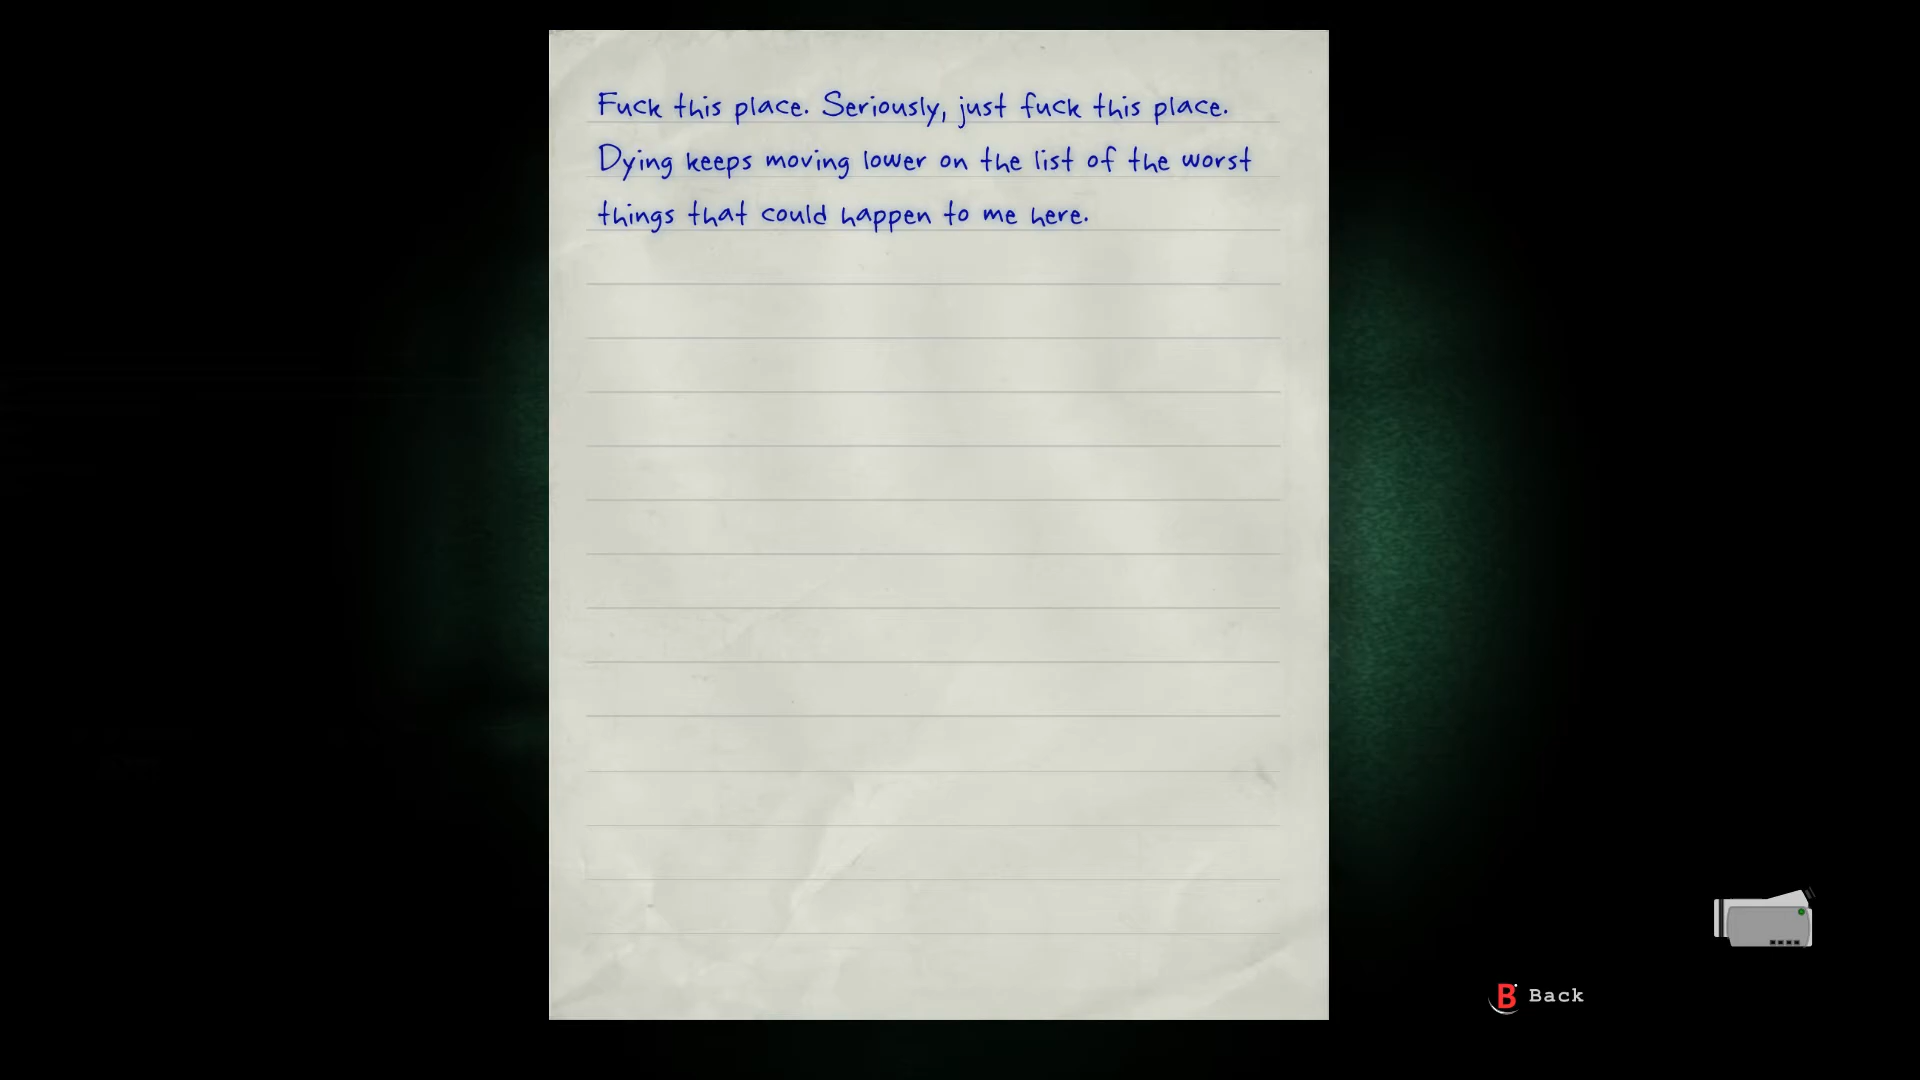 Fuck this place. Seriously, just fuck this place.
Dying keeps moving lower on the list of the worst
things that could happen to me here.
B Back